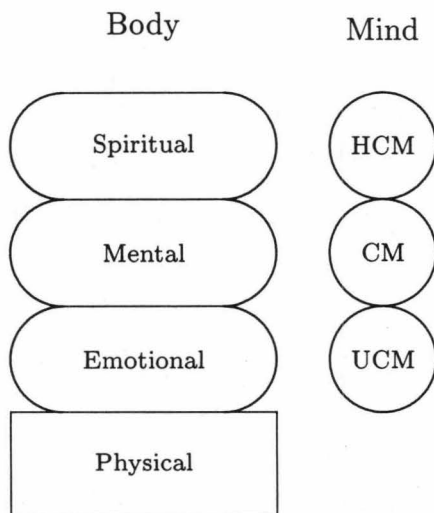 Body Mind
Spiritual HCM
Mental CM
Emotional UCM
Physical